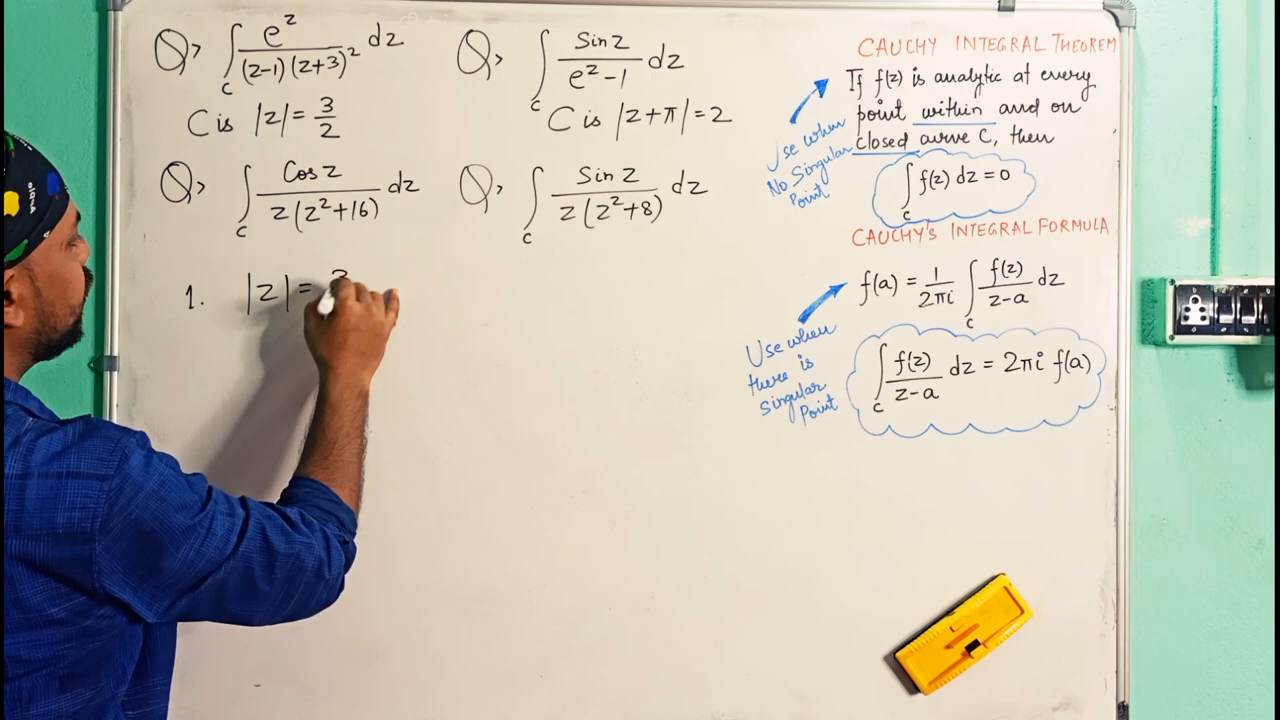 Q> ∫_C e^z / (z-1)(z+3)^2 dz
C is |z| = 3/2
Q> ∫_C Sin z / e^z - 1 dz
C is |z+π| = 2
Q> ∫_C Cos z / z(z^2+16) dz
Q> ∫_C Sin z / z(z^2+8) dz
1. |z| =
CAUCHY INTEGRAL THEOREM
If f(z) is analytic at every
point within and on
closed curve C, then
∫_C f(z) dz = 0
Use when
No Singular
Point
CAUCHY's INTEGRAL FORMULA
f(a) = 1/2πi ∫_C f(z)/z-a dz
∫_C f(z)/z-a dz = 2πi f(a)
Use when
there is
singular
Point